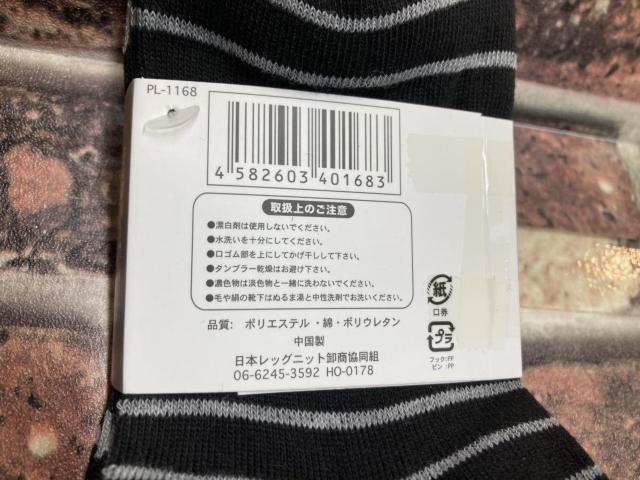 PL-1168
4 582603 401683
取扱上のご注意
●漂白剤は使用しないでください。
●水洗いを十分にしてください。
●口ゴム部を上にしてかげ干しして下さい。
●タンブラー乾燥はお避け下さい。
●濃色物は淡色物と一緒に洗わないでください。
●毛や絹の靴下はぬるま湯と中性洗剤でお洗いください。
品質: ポリエステル・綿・ポリウレタン
中国製
日本レッグニット卸商協同組
06-6245-3592 HO-0178
紙
口券
プラ
フック:PP
ピン:PP